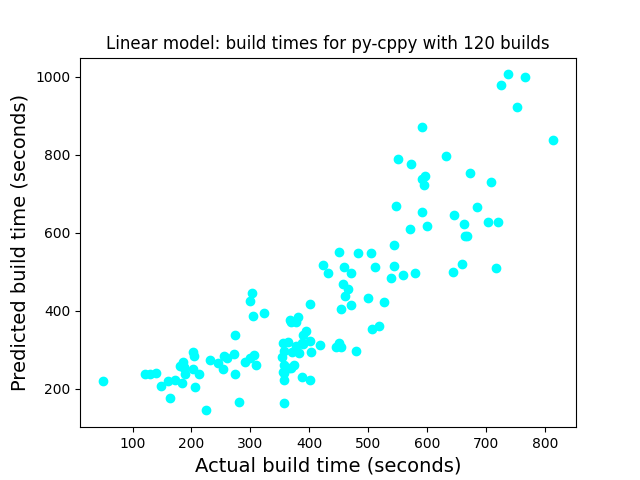 Linear model: build times for py-cppy with 120 builds
1000
800
600
400
200
Predicted build time (seconds)
100 200 300 400 500 600 700 800
Actual build time (seconds)